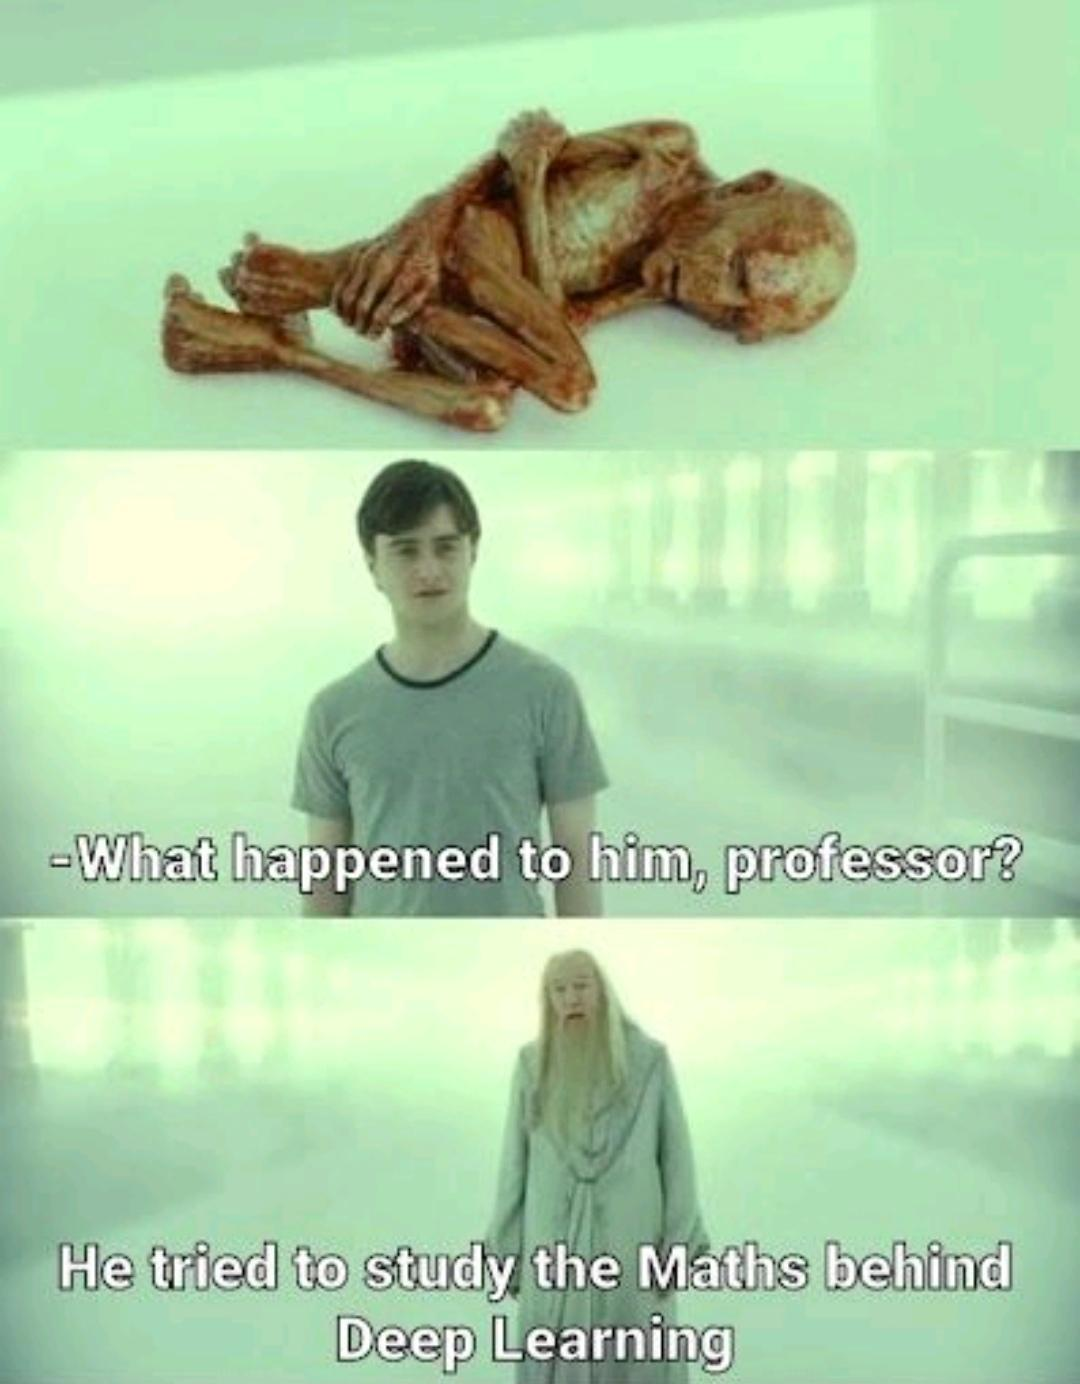 -What happened to him, professor?
He tried to study the Maths behind
Deep Learning